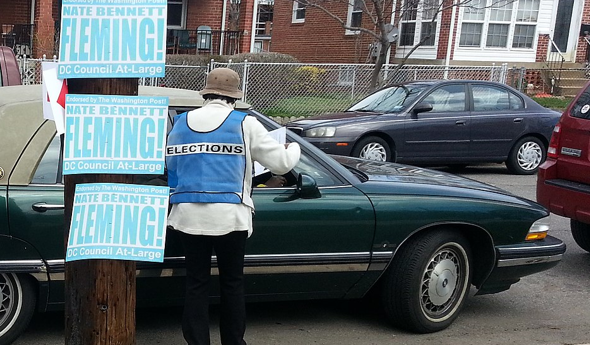 Endorsed by The Washington Post!
NATE BENNETT
FLEMING!
DC Council At-Large
Endorsed by The Washington Post!
NATE BENNETT
FLEMING!
DC Council At-Large
Endorsed by The Washington Post!
NATE BENNETT
FLEMING!
DC Council At-Large
ELECTIONS